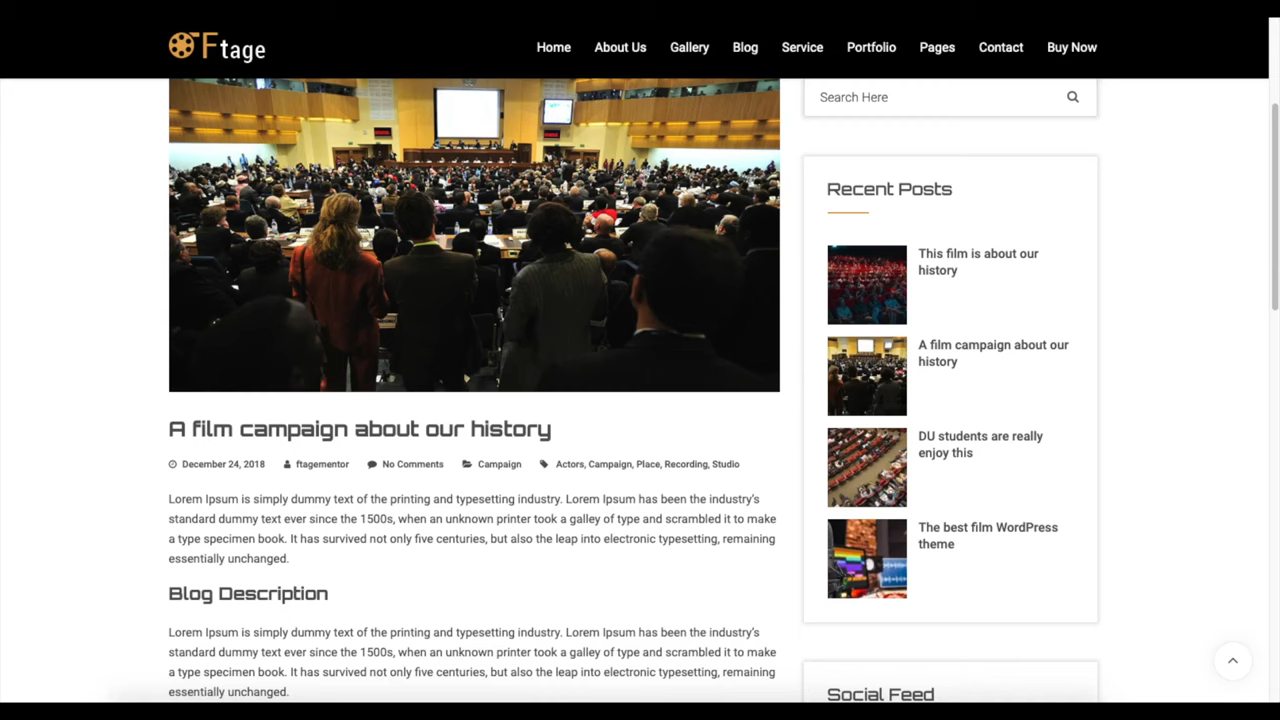 Ftage
Home About Us Gallery Blog Service Portfolio Pages Contact Buy Now
Search Here
A film campaign about our history
December 24, 2018 ftagementor No Comments Campaign Actors, Campaign, Place, Recording, Studio
Lorem Ipsum is simply dummy text of the printing and typesetting industry. Lorem Ipsum has been the industry's
standard dummy text ever since the 1500s, when an unknown printer took a galley of type and scrambled it to make
a type specimen book. It has survived not only five centuries, but also the leap into electronic typesetting, remaining
essentially unchanged.
Blog Description
Lorem Ipsum is simply dummy text of the printing and typesetting industry. Lorem Ipsum has been the industry's
standard dummy text ever since the 1500s, when an unknown printer took a galley of type and scrambled it to make
a type specimen book. It has survived not only five centuries, but also the leap into electronic typesetting, remaining
essentially unchanged.
Recent Posts
This film is about our
history
A film campaign about our
history
DU students are really
enjoy this
The best film WordPress
theme
Social Feed